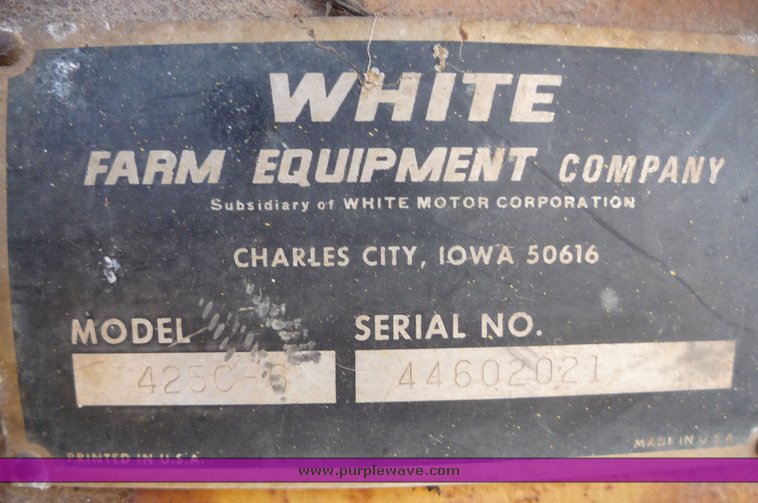 WHITE
FARM EQUIPMENT COMPANY
Subsidiary of WHITE MOTOR CORPORATION
CHARLES CITY, IOWA 50616
MODEL SERIAL NO.
425C-6 44602021
MADE IN U.S.A.
PRINTED IN U.S.A.
www.purplewave.com